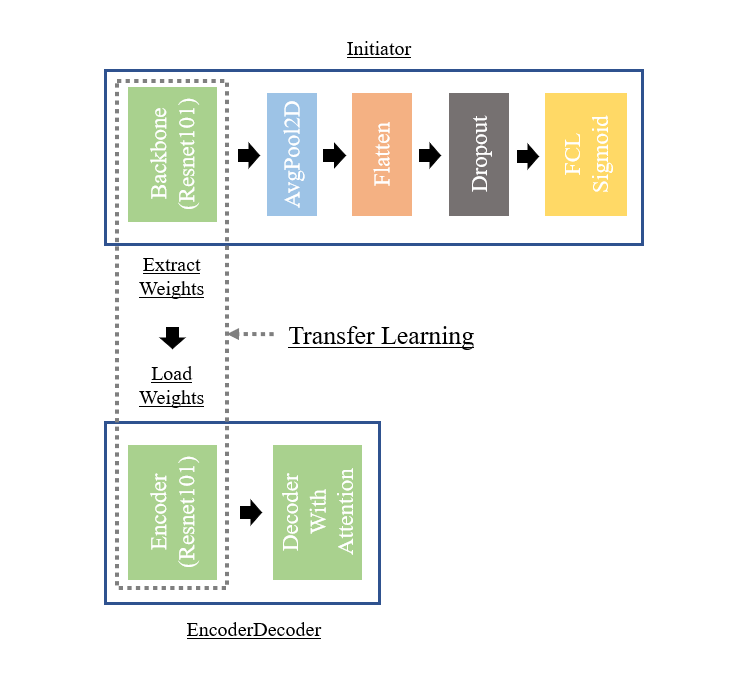 Initiator
Backbone
(Resnet101)
AvgPool2D
Flatten
Dropout
FCL
Sigmoid
Extract
Weights
Transfer Learning
Load
Weights
Encoder
(Resnet101)
Decoder
With
Attention
EncoderDecoder